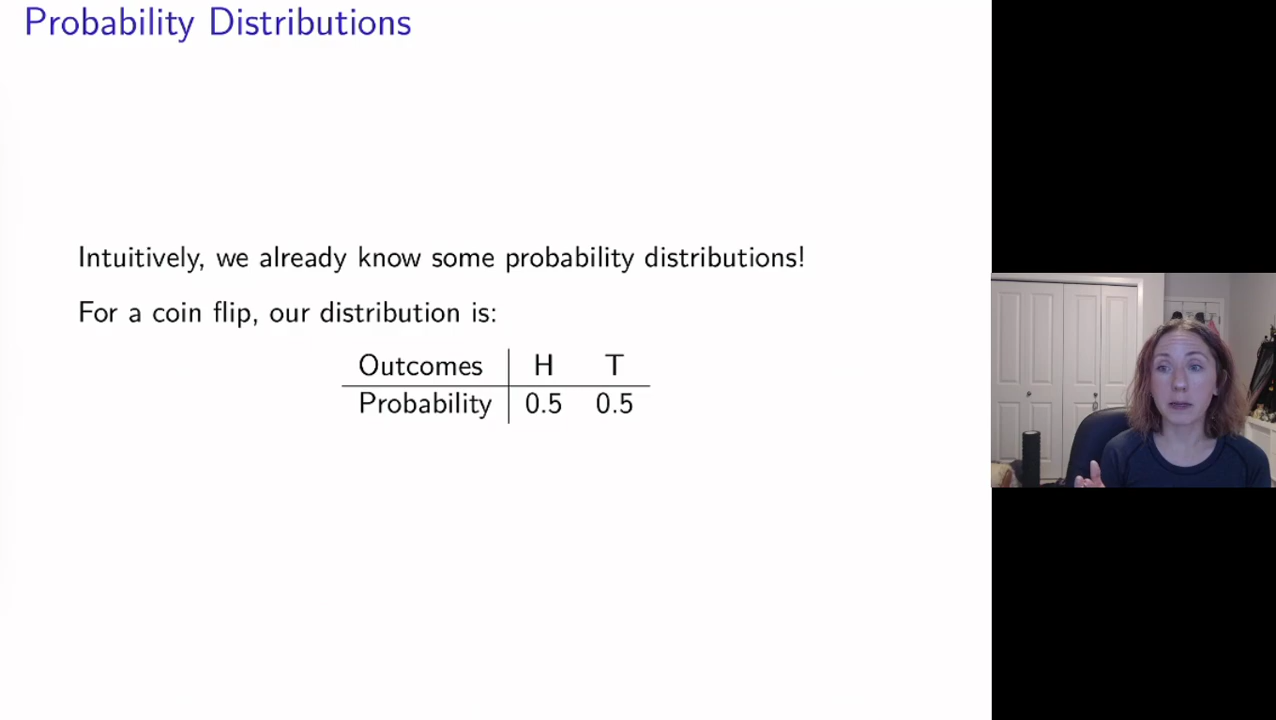 Probability Distributions
Intuitively, we already know some probability distributions!
For a coin flip, our distribution is:
Outcomes H T
Probability 0.5 0.5